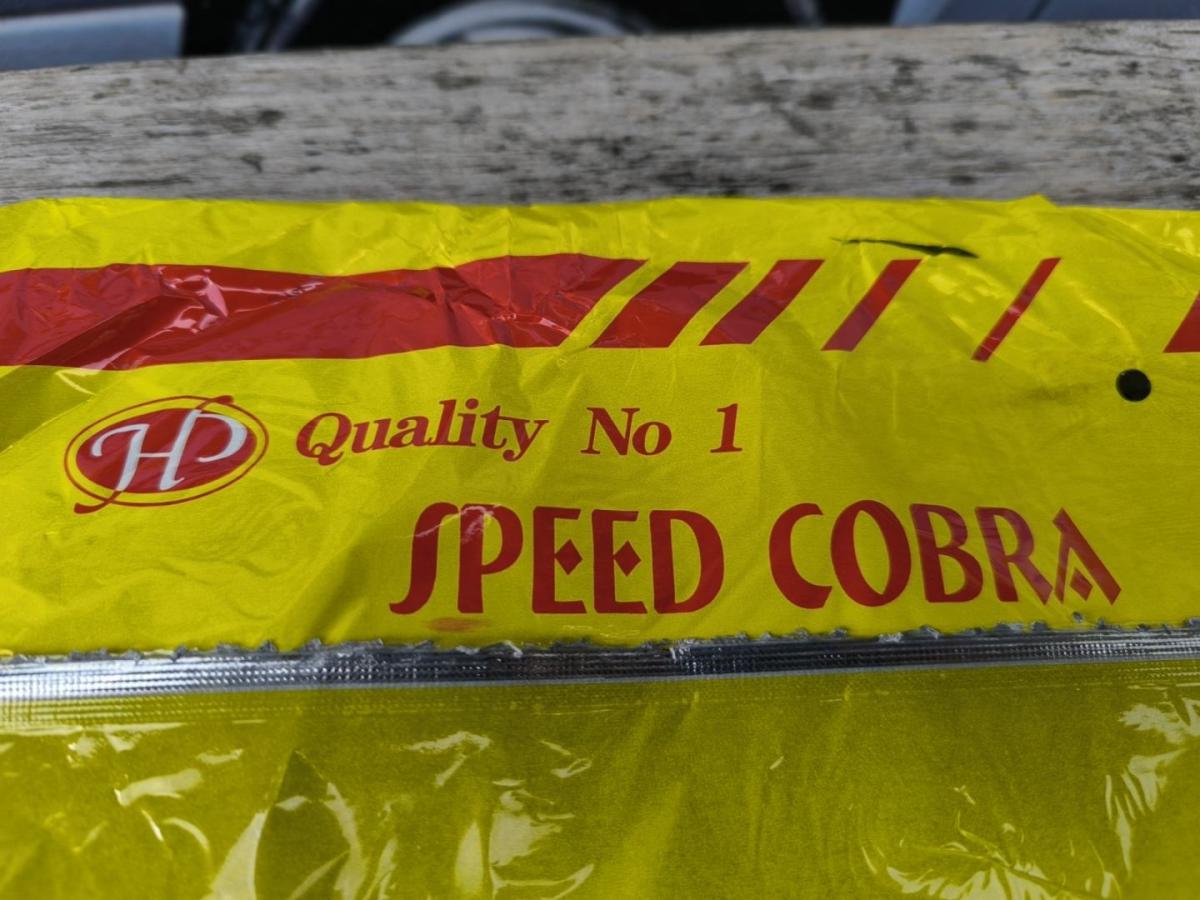 HP Quality No 1
SPEED COBRA